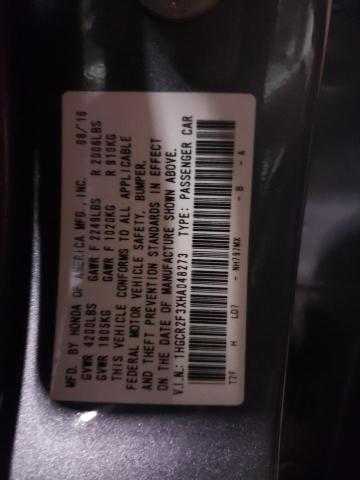 MFD. BY HONDA OF AMERICA MFG., INC. 08/16
GVWR 4200LBS GAWR F 2249LBS R 2006LBS
GVWR 1905KG GAWR F 1020KG R 910KG
THIS VEHICLE CONFORMS TO ALL APPLICABLE
FEDERAL MOTOR VEHICLE SAFETY, BUMPER,
AND THEFT PREVENTION STANDARDS IN EFFECT
ON THE DATE OF MANUFACTURE SHOWN ABOVE.
V.I.N.: 1HGCR2F3XHA048273 TYPE: PASSENGER CAR
T2F H LD7 - NH797MX - B - A